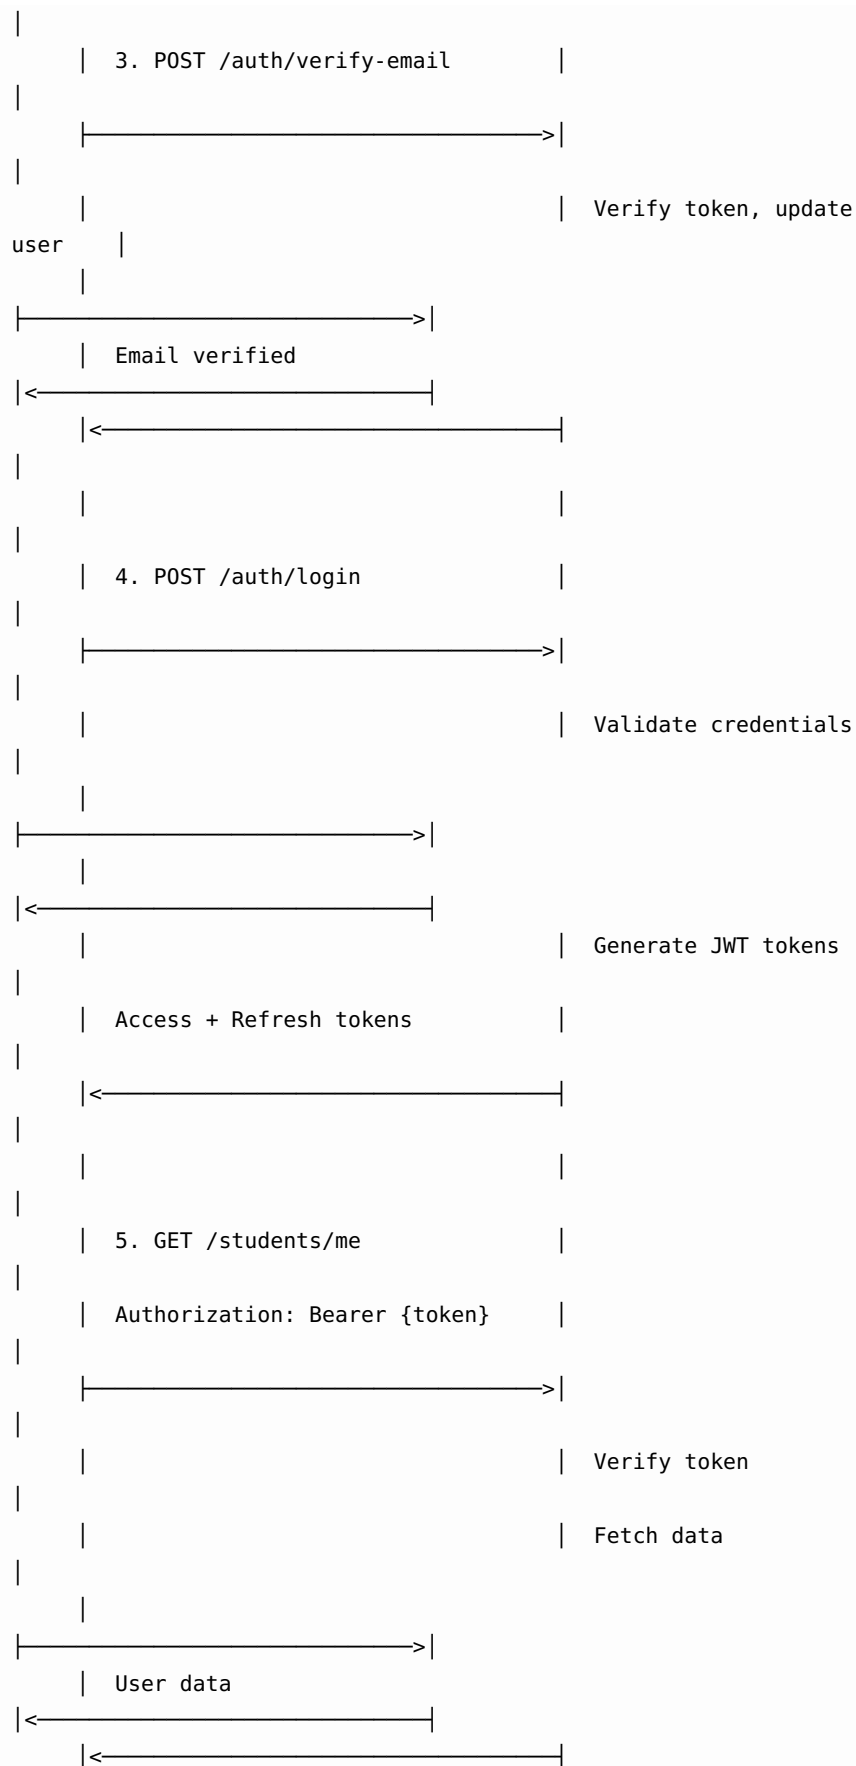 │
│  3. POST /auth/verify-email        │
│
├───────────────────────────────────>│
│
│                                    │  Verify token, update
user    │
│
├──────────────────────────────>│
│  Email verified
│<──────────────────────────────┤
│<───────────────────────────────────┤
│
│                                    │
│
│  4. POST /auth/login               │
│
├───────────────────────────────────>│
│
│                                    │  Validate credentials
│
│
├──────────────────────────────>│
│
│<──────────────────────────────┤
│                                    │  Generate JWT tokens
│
│  Access + Refresh tokens           │
│
│<───────────────────────────────────┤
│
│                                    │
│
│  5. GET /students/me               │
│
│  Authorization: Bearer {token}     │
│
├───────────────────────────────────>│
│
│                                    │  Verify token
│
│                                    │  Fetch data
│
│
├──────────────────────────────>│
│  User data
│<──────────────────────────────┤
│<───────────────────────────────────┤